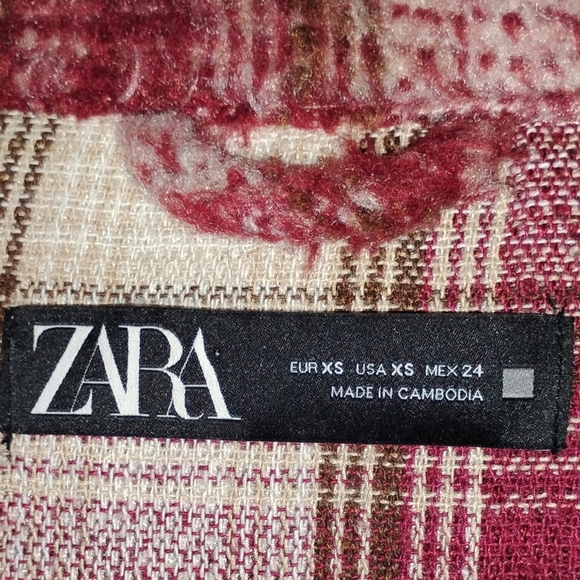 ZARA
EUR XS USA XS MEX 24
MADE IN CAMBODIA